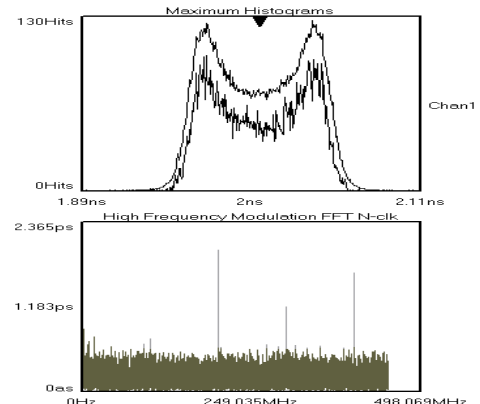 Maximum Histograms
130Hits
Chan1
0Hits
1.89ns 2ns 2.11ns
High Frequency Modulation FFT N-clk
2.365ps
1.183ps
0as
0Hz 249.035MHz 498.069MHz